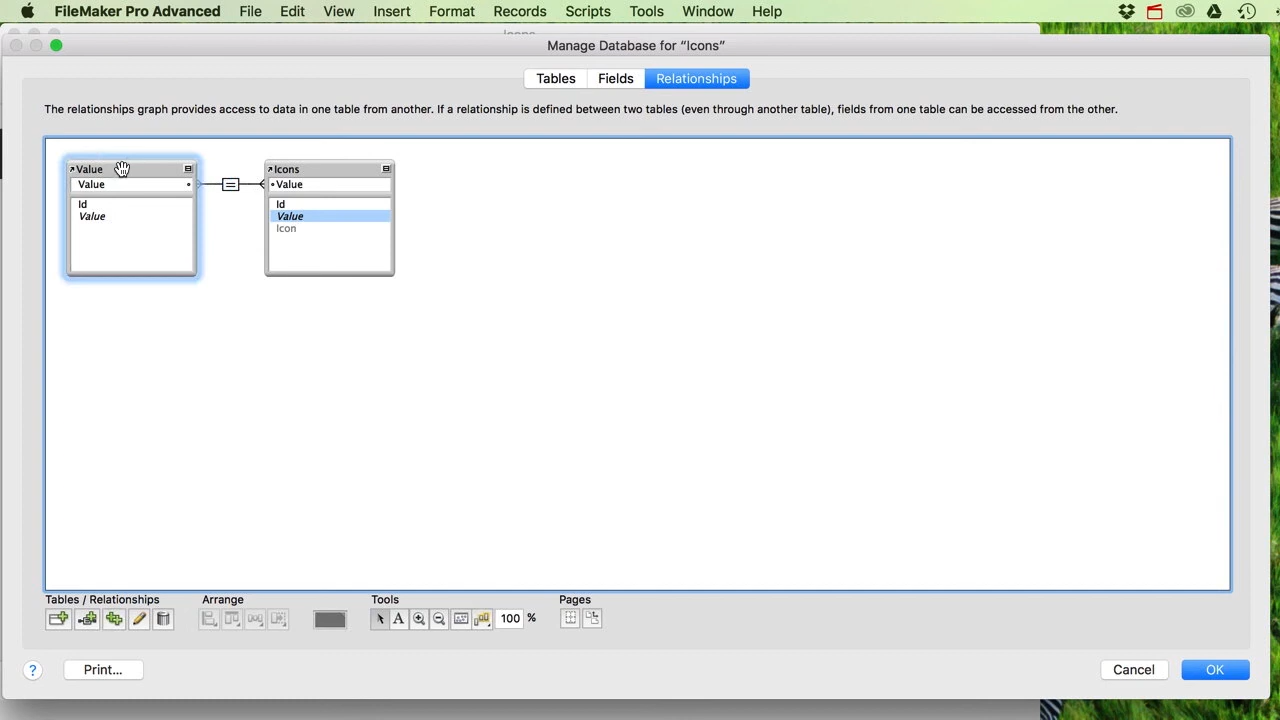 FileMaker Pro Advanced File Edit View Insert Format Records Scripts Tools Window Help
Manage Database for “Icons”
Tables Fields Relationships
The relationships graph provides access to data in one table from another. If a relationship is defined between two tables (even through another table), fields from one table can be accessed from the other.
Value
Value
Id
Value
Icons
Value
Id
Value
Icon
Tables / Relationships Arrange Tools Pages
A 100 %
? Print... Cancel OK